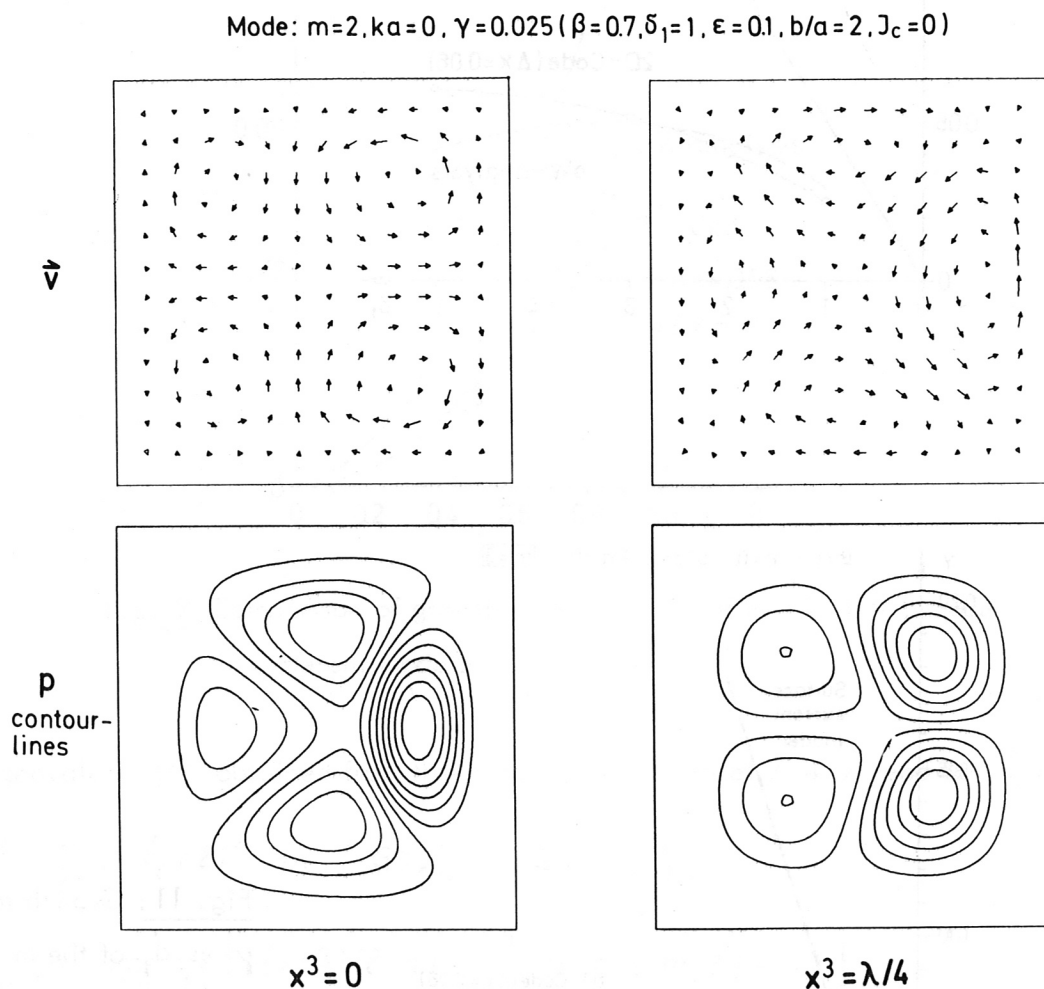 Mode: m=2, ka=0, γ=0.025 (β=0.7, δ₁=1, ε=0.1, b/a=2, J_c=0)
v⃗
p
contour-
lines
x³=0
x³=λ/4